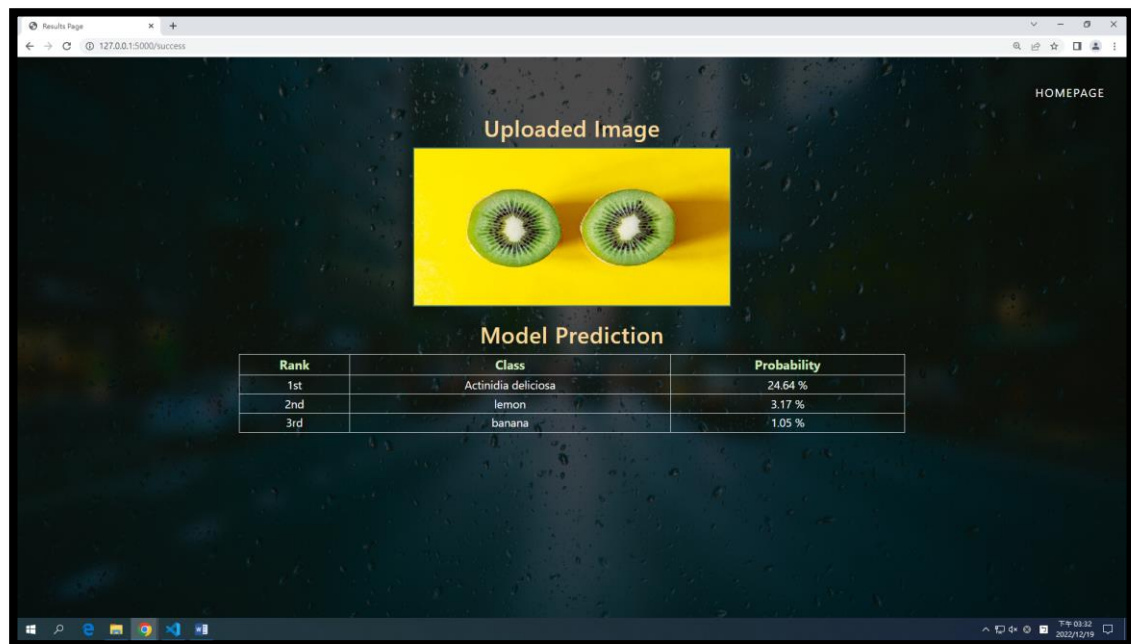 Results Page
127.0.0.1:5000/success
HOMEPAGE
Uploaded Image
Model Prediction
Rank Class Probability
1st Actinidia deliciosa 24.64 %
2nd lemon 3.17 %
3rd banana 1.05 %
下午 03:32
2022/12/19